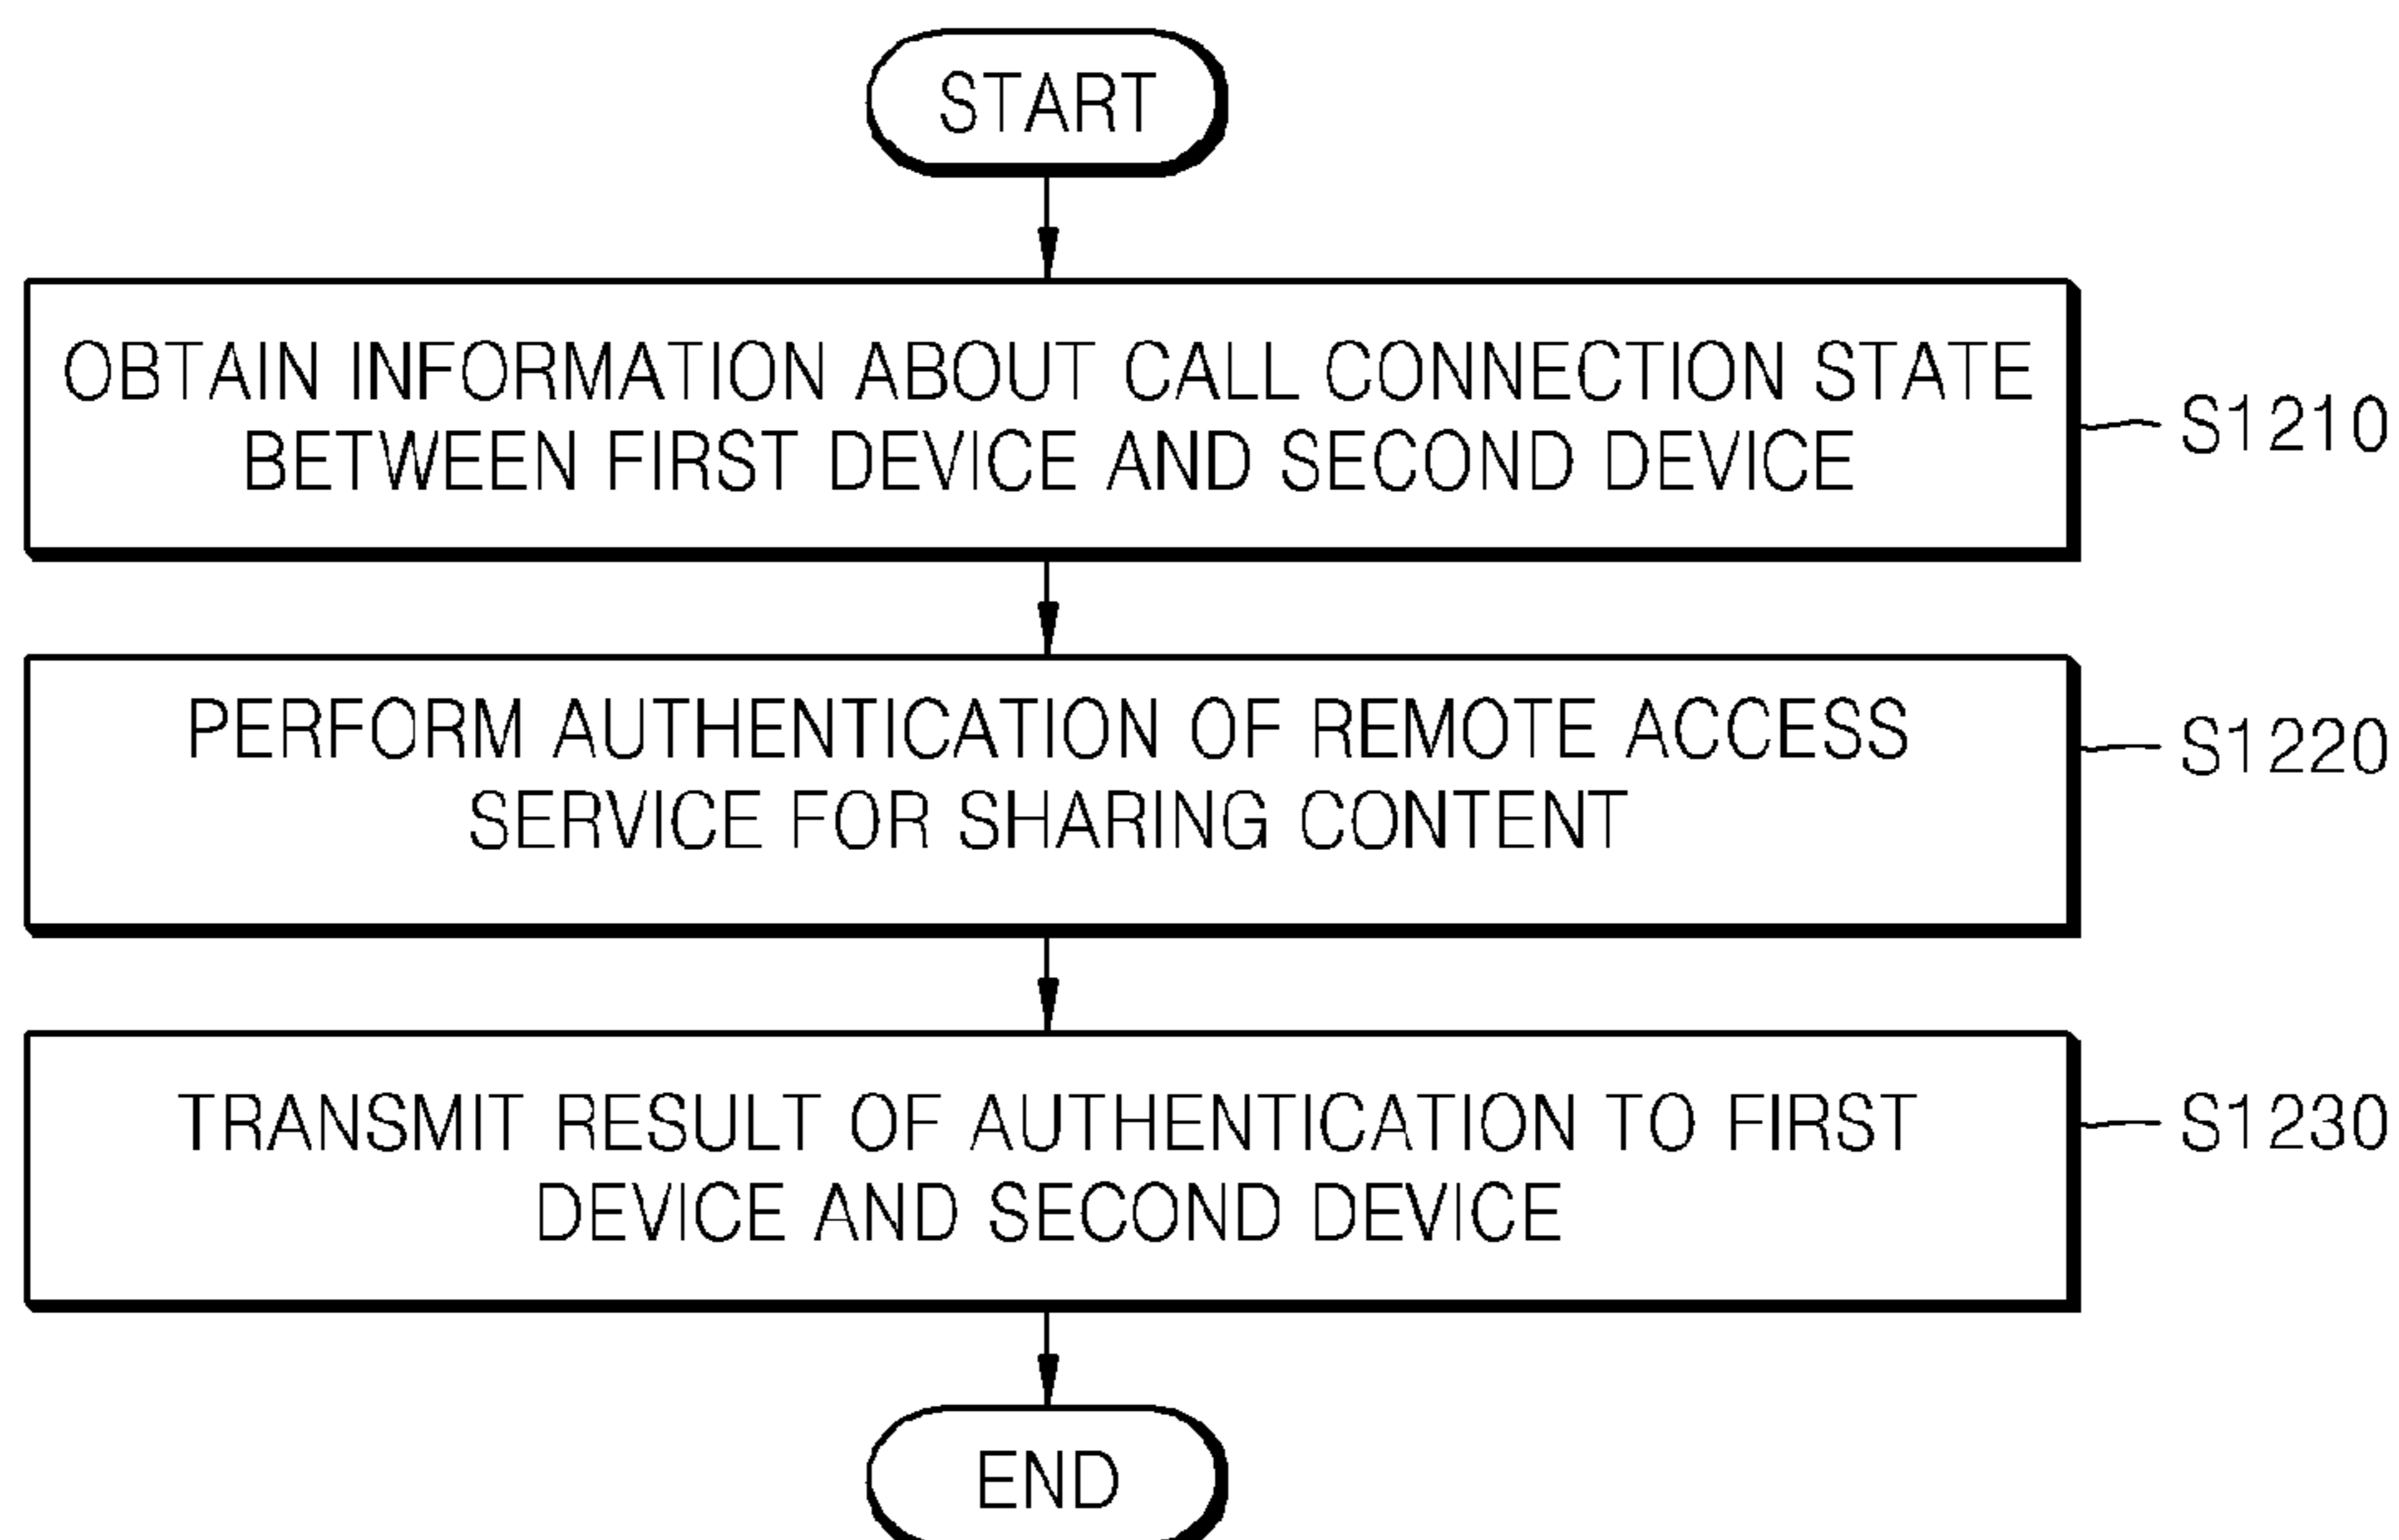 START
OBTAIN INFORMATION ABOUT CALL CONNECTION STATE
BETWEEN FIRST DEVICE AND SECOND DEVICE
S1210
PERFORM AUTHENTICATION OF REMOTE ACCESS
SERVICE FOR SHARING CONTENT
S1220
TRANSMIT RESULT OF AUTHENTICATION TO FIRST
DEVICE AND SECOND DEVICE
S1230
END